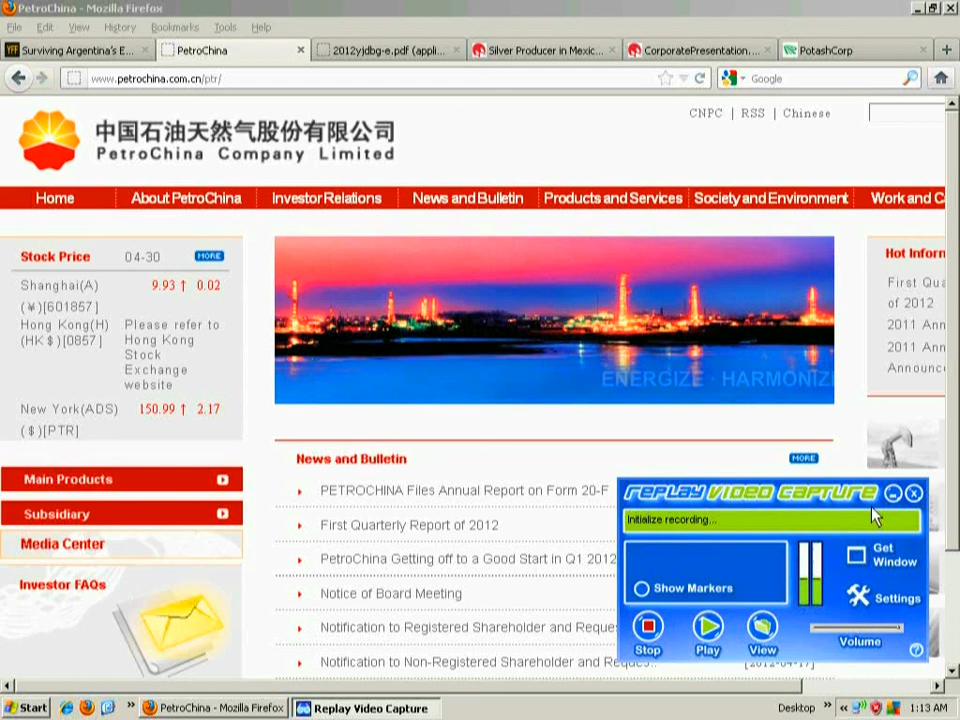 PetroChina - Mozilla Firefox
File Edit View History Bookmarks Tools Help
Surviving Argentina's E...
PetroChina
2012yjdbg-e.pdf (appli...
Silver Producer in Mexic...
CorporatePresentation....
PotashCorp
www.petrochina.com.cn/ptr/
Google
CNPC | RSS | Chinese
中国石油天然气股份有限公司
PetroChina Company Limited
Home
About PetroChina
Investor Relations
News and Bulletin
Products and Services
Society and Environment
Work and C
Stock Price 04-30 MORE
Shanghai(A) 9.93 ↑ 0.02
(¥)[601857]
Hong Kong(H) Please refer to
(HK$)[0857] Hong Kong
Stock
Exchange
website
New York(ADS) 150.99 ↑ 2.17
($)[PTR]
Main Products
Subsidiary
Media Center
Investor FAQs
ENERGIZE · HARMONIZE
News and Bulletin MORE
PETROCHINA Files Annual Report on Form 20-F
First Quarterly Report of 2012
PetroChina Getting off to a Good Start in Q1 2012
Notice of Board Meeting
Notification to Registered Shareholder and Reque
Notification to Non-Registered Shareholder and Reques..
[2012-04-17]
Hot Inforn
First Qua
of 2012
2011 Ann
2011 Ann
Announce
REPLAY VIDEO CAPTURE
Initialize recording...
Show Markers
Get
Window
Settings
Stop
Play
View
Volume
Start
PetroChina - Mozilla Firefox
Replay Video Capture
Desktop
1:13 AM